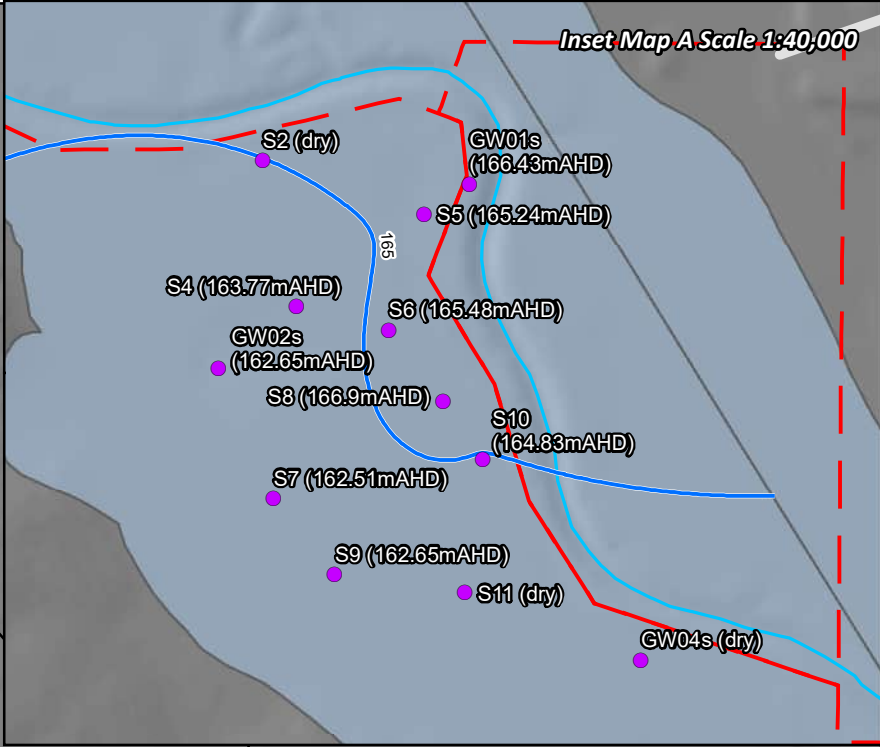 Inset Map A Scale 1:40,000
S2 (dry)
GW01s
(166.43mAHD)
S5 (165.24mAHD)
165
S4 (163.77mAHD)
S6 (165.48mAHD)
GW02s
(162.65mAHD)
S8 (166.9mAHD)
S10
(164.83mAHD)
S7 (162.51mAHD)
S9 (162.65mAHD)
S11 (dry)
GW04s (dry)